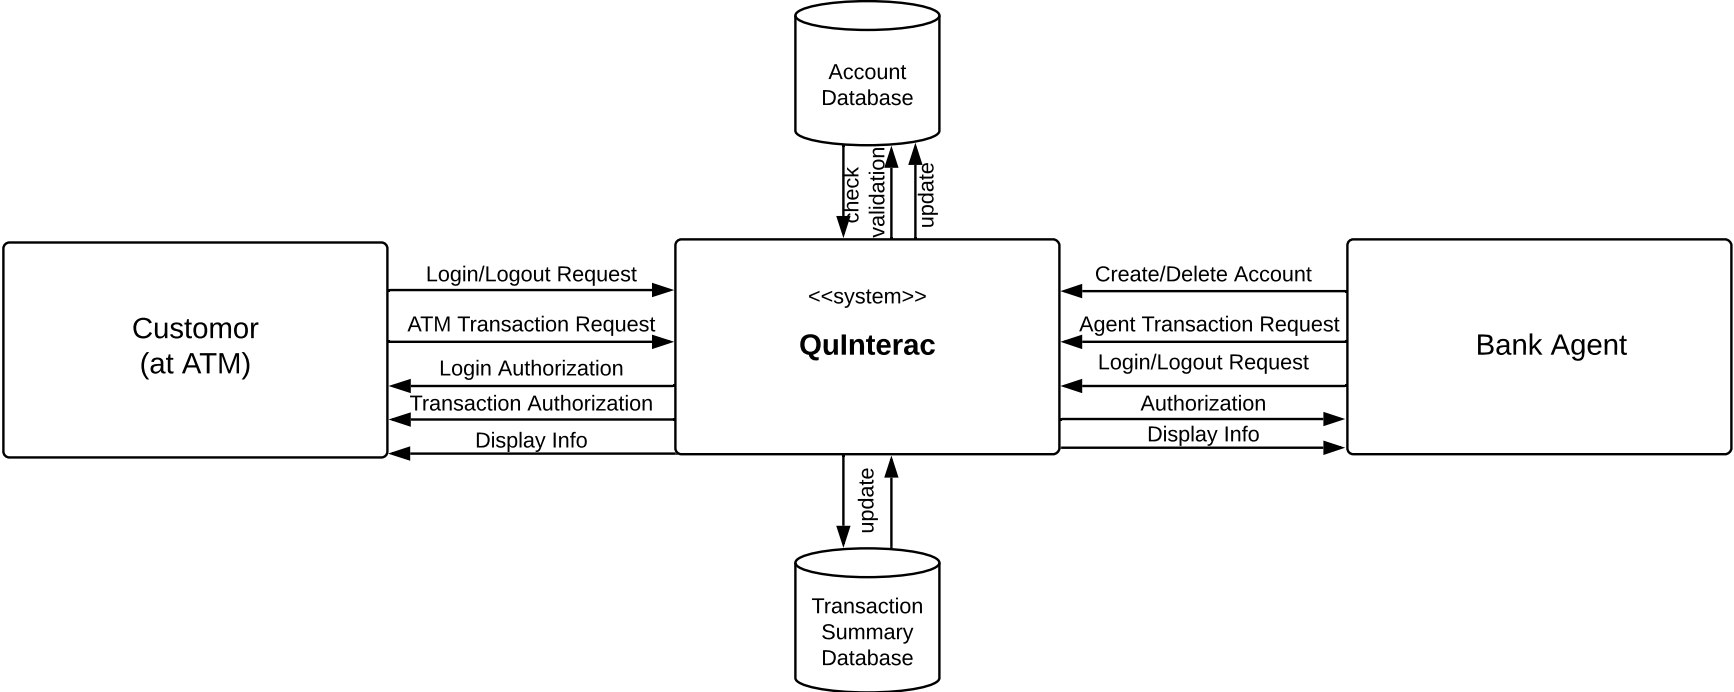 Account
Database
check
validation
update
Customor
(at ATM)
Login/Logout Request
ATM Transaction Request
Login Authorization
Transaction Authorization
Display Info
<<system>>
QuInterac
Create/Delete Account
Agent Transaction Request
Login/Logout Request
Authorization
Display Info
Bank Agent
update
Transaction
Summary
Database